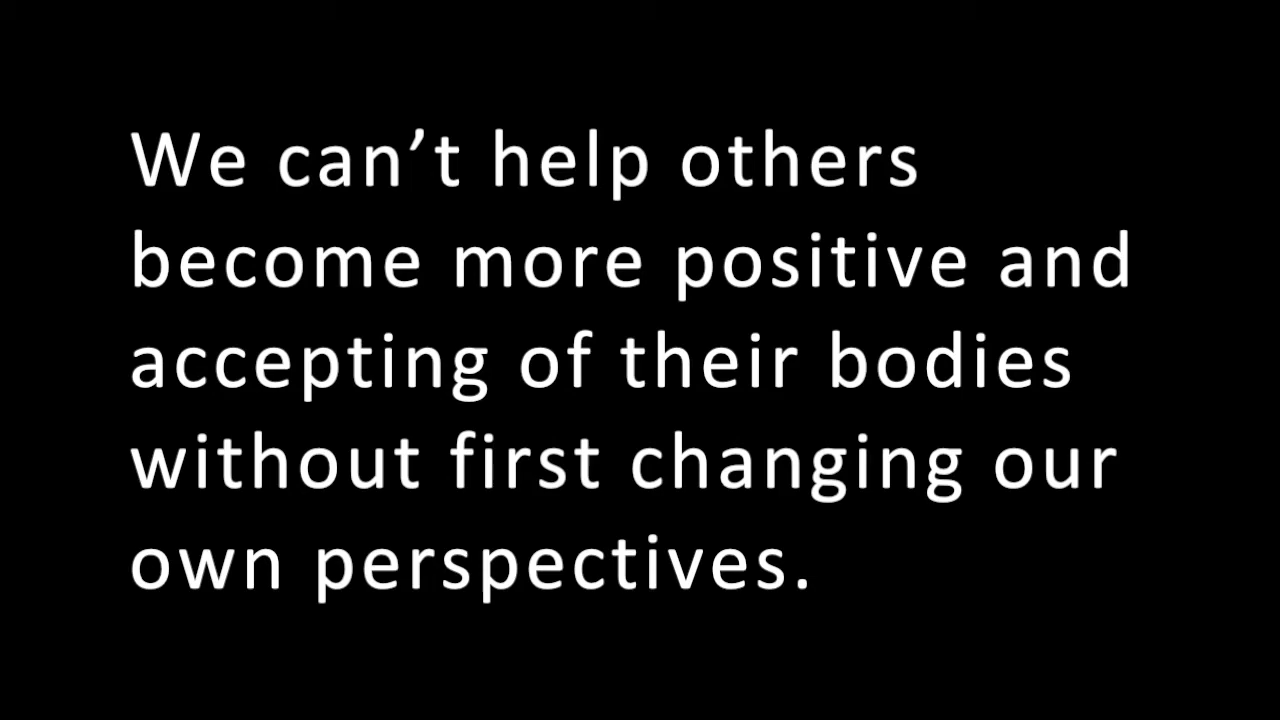 We can’t help others
become more positive and
accepting of their bodies
without first changing our
own perspectives.